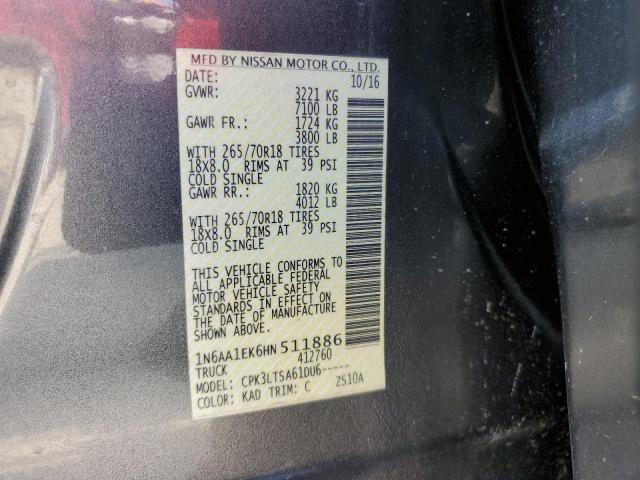 MFD BY NISSAN MOTOR CO., LTD.
DATE: 10/16
GVWR: 3221 KG
7100 LB
GAWR FR.: 1724 KG
3800 LB
WITH 265/70R18 TIRES
18X8.0 RIMS AT 39 PSI
COLD SINGLE
GAWR RR.: 1820 KG
4012 LB
WITH 265/70R18 TIRES
18X8.0 RIMS AT 39 PSI
COLD SINGLE
THIS VEHICLE CONFORMS TO
ALL APPLICABLE FEDERAL
MOTOR VEHICLE SAFETY
STANDARDS IN EFFECT ON
THE DATE OF MANUFACTURE
SHOWN ABOVE.
1N6AA1EK6HN511886
TRUCK 412760
MODEL: CPK3LTSA61DU6-----
COLOR: KAD TRIM: C ZS10A